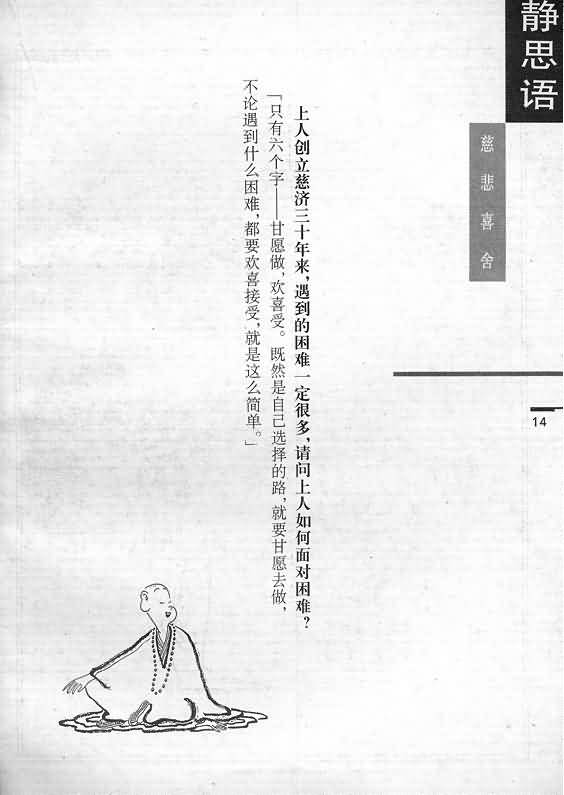 静思语
慈悲喜舍
14
上人创立慈济三十年来，遇到的困难一定很多，请问上人如何面对困难？
「只有六个字——甘愿做，欢喜受。既然是自己选择的路，就要甘愿去做，
不论遇到什么困难，都要欢喜接受，就是这么简单。」